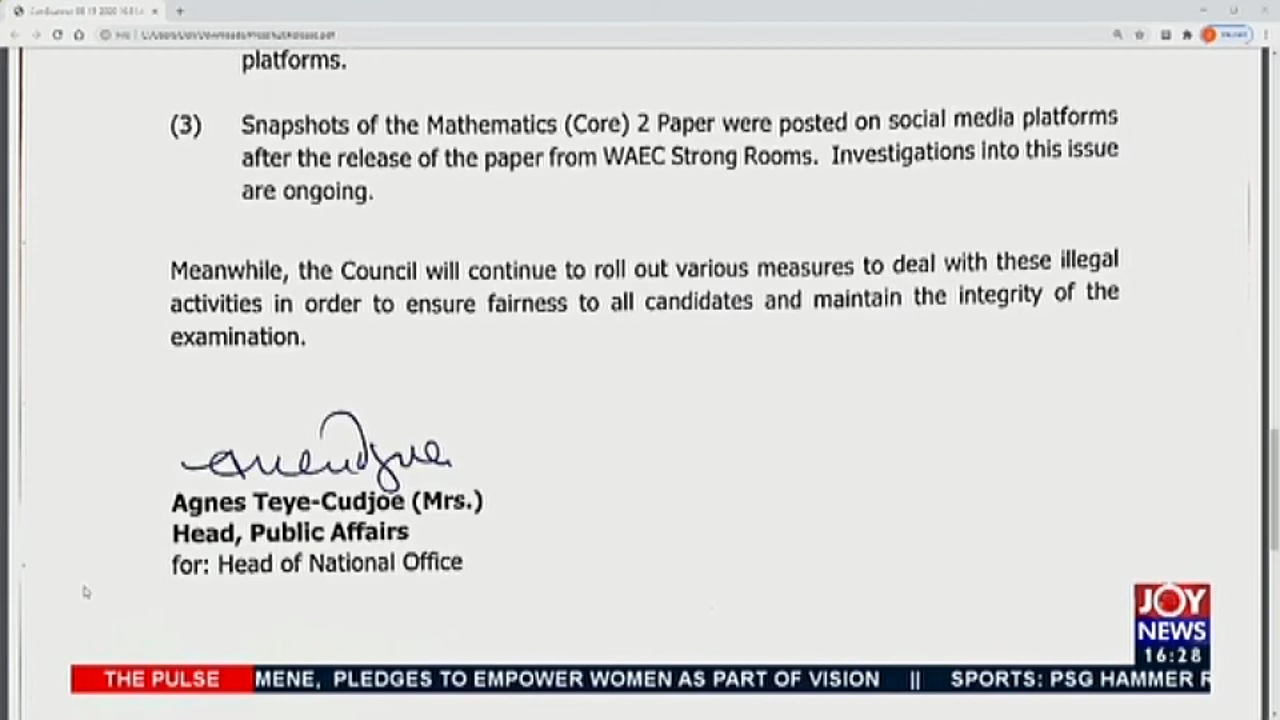 platforms.
(3) Snapshots of the Mathematics (Core) 2 Paper were posted on social media platforms
after the release of the paper from WAEC Strong Rooms. Investigations into this issue
are ongoing.
Meanwhile, the Council will continue to roll out various measures to deal with these illegal
activities in order to ensure fairness to all candidates and maintain the integrity of the
examination.
Agnes Teye-Cudjoe (Mrs.)
Head, Public Affairs
for: Head of National Office
JOY
NEWS
16:28
THE PULSE MENE, PLEDGES TO EMPOWER WOMEN AS PART OF VISION || SPORTS: PSG HAMMER